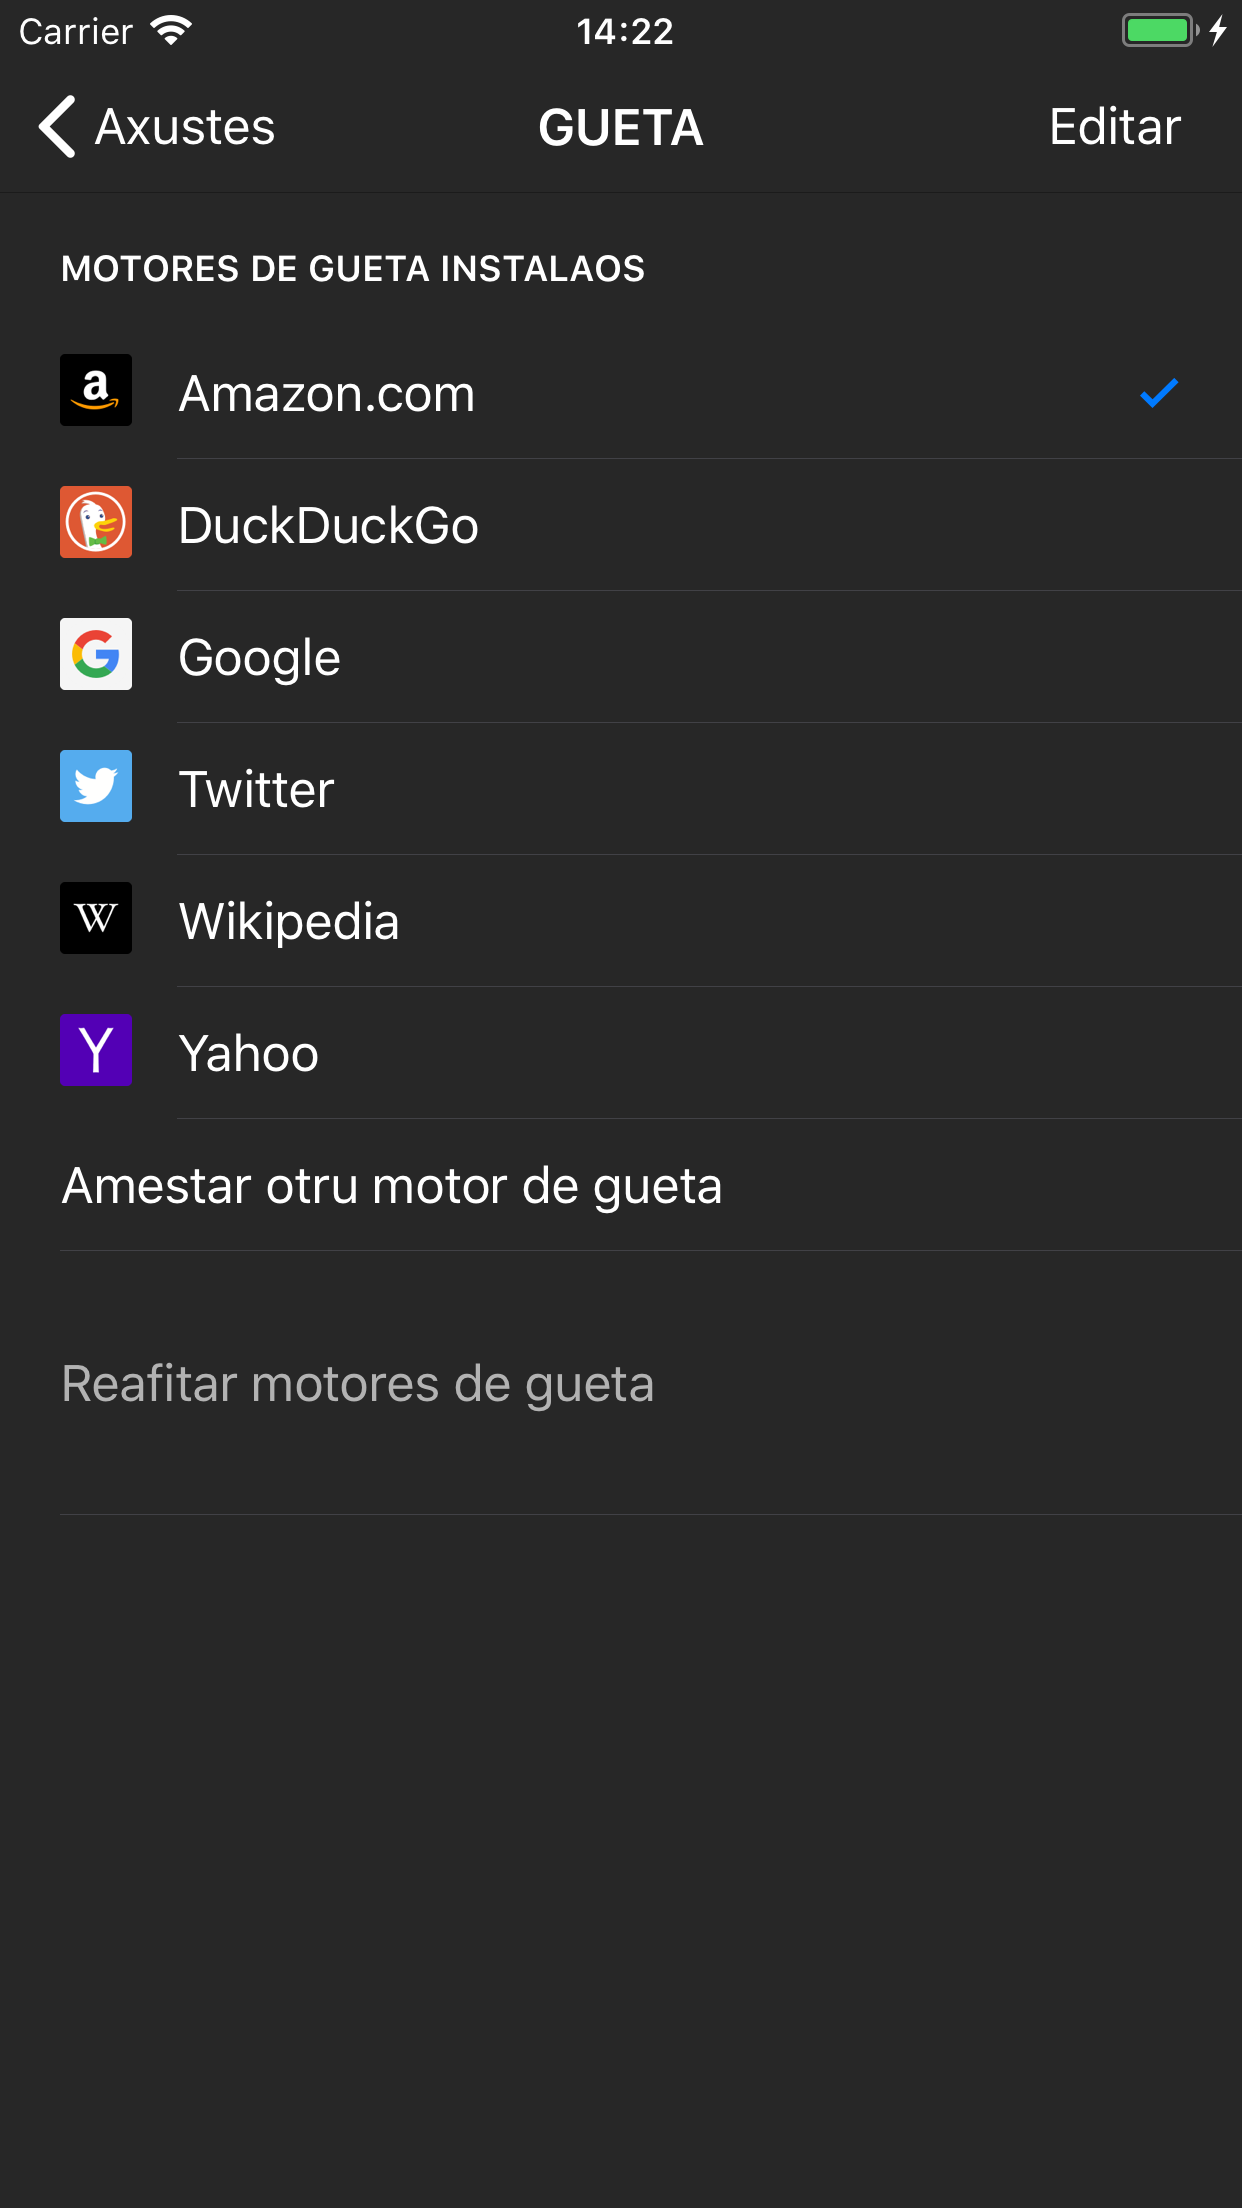 Carrier 14:22
Axustes GUETA Editar
MOTORES DE GUETA INSTALAOS
Amazon.com
DuckDuckGo
Google
Twitter
Wikipedia
Yahoo
Amestar otru motor de gueta
Reafitar motores de gueta